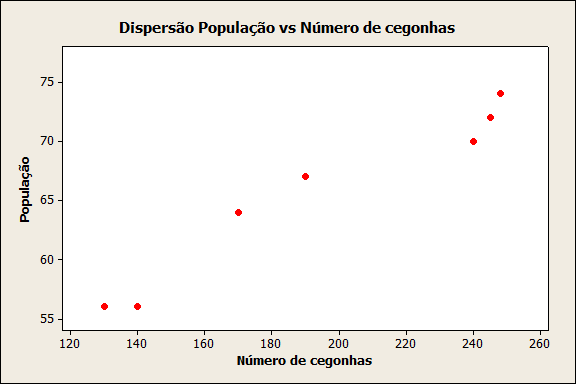 Dispersão População vs Número de cegonhas
75
70
65
60
55
População
120 140 160 180 200 220 240 260
Número de cegonhas